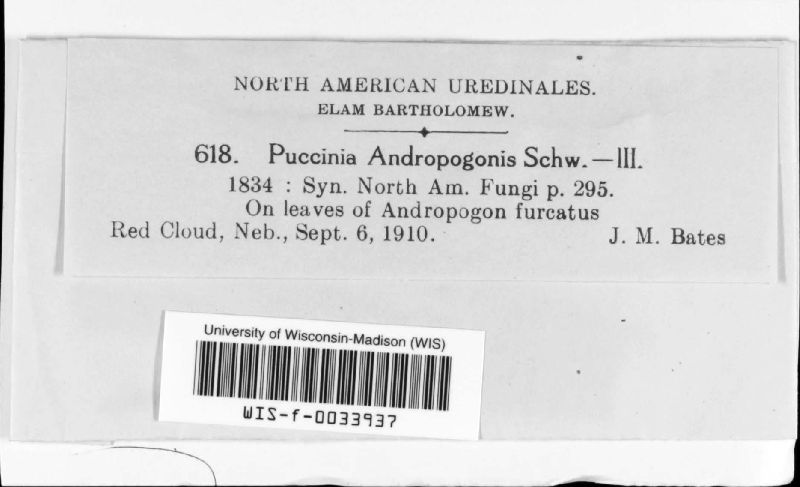 NORTH AMERICAN UREDINALES.
ELAM BARTHOLOMEW.
618. Puccinia Andropogonis Schw.—III.
1834 : Syn. North Am. Fungi p. 295.
On leaves of Andropogon furcatus
Red Cloud, Neb., Sept. 6, 1910. J. M. Bates
University of Wisconsin-Madison (WIS)
WIS-f-0033937